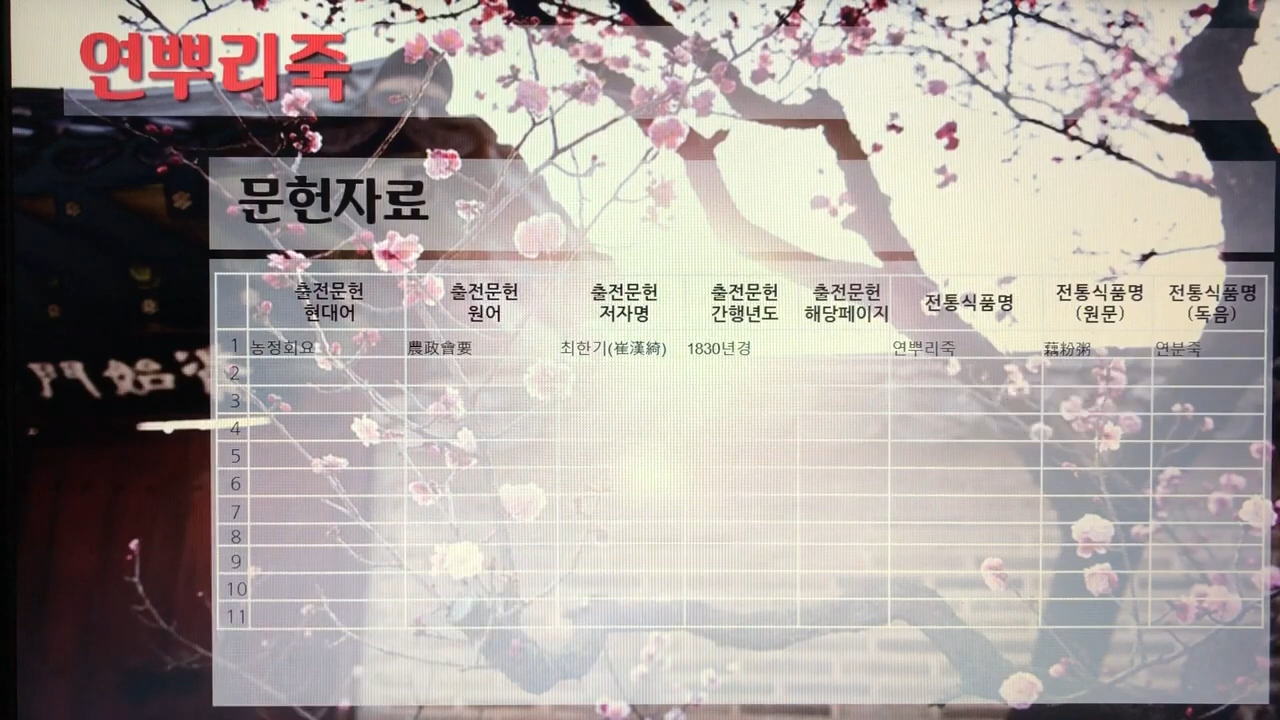 연뿌리죽
문헌자료
출전문헌 현대어 출전문헌 원어 출전문헌 저자명 출전문헌 간행년도 출전문헌 해당페이지 전통식품명 전통식품명 (원문) 전통식품명 (독음)
1 농정회요 農政會要 최한기(崔漢綺) 1830년경 연뿌리죽 藕粉粥 연분죽
2
3
4
5
6
7
8
9
10
11